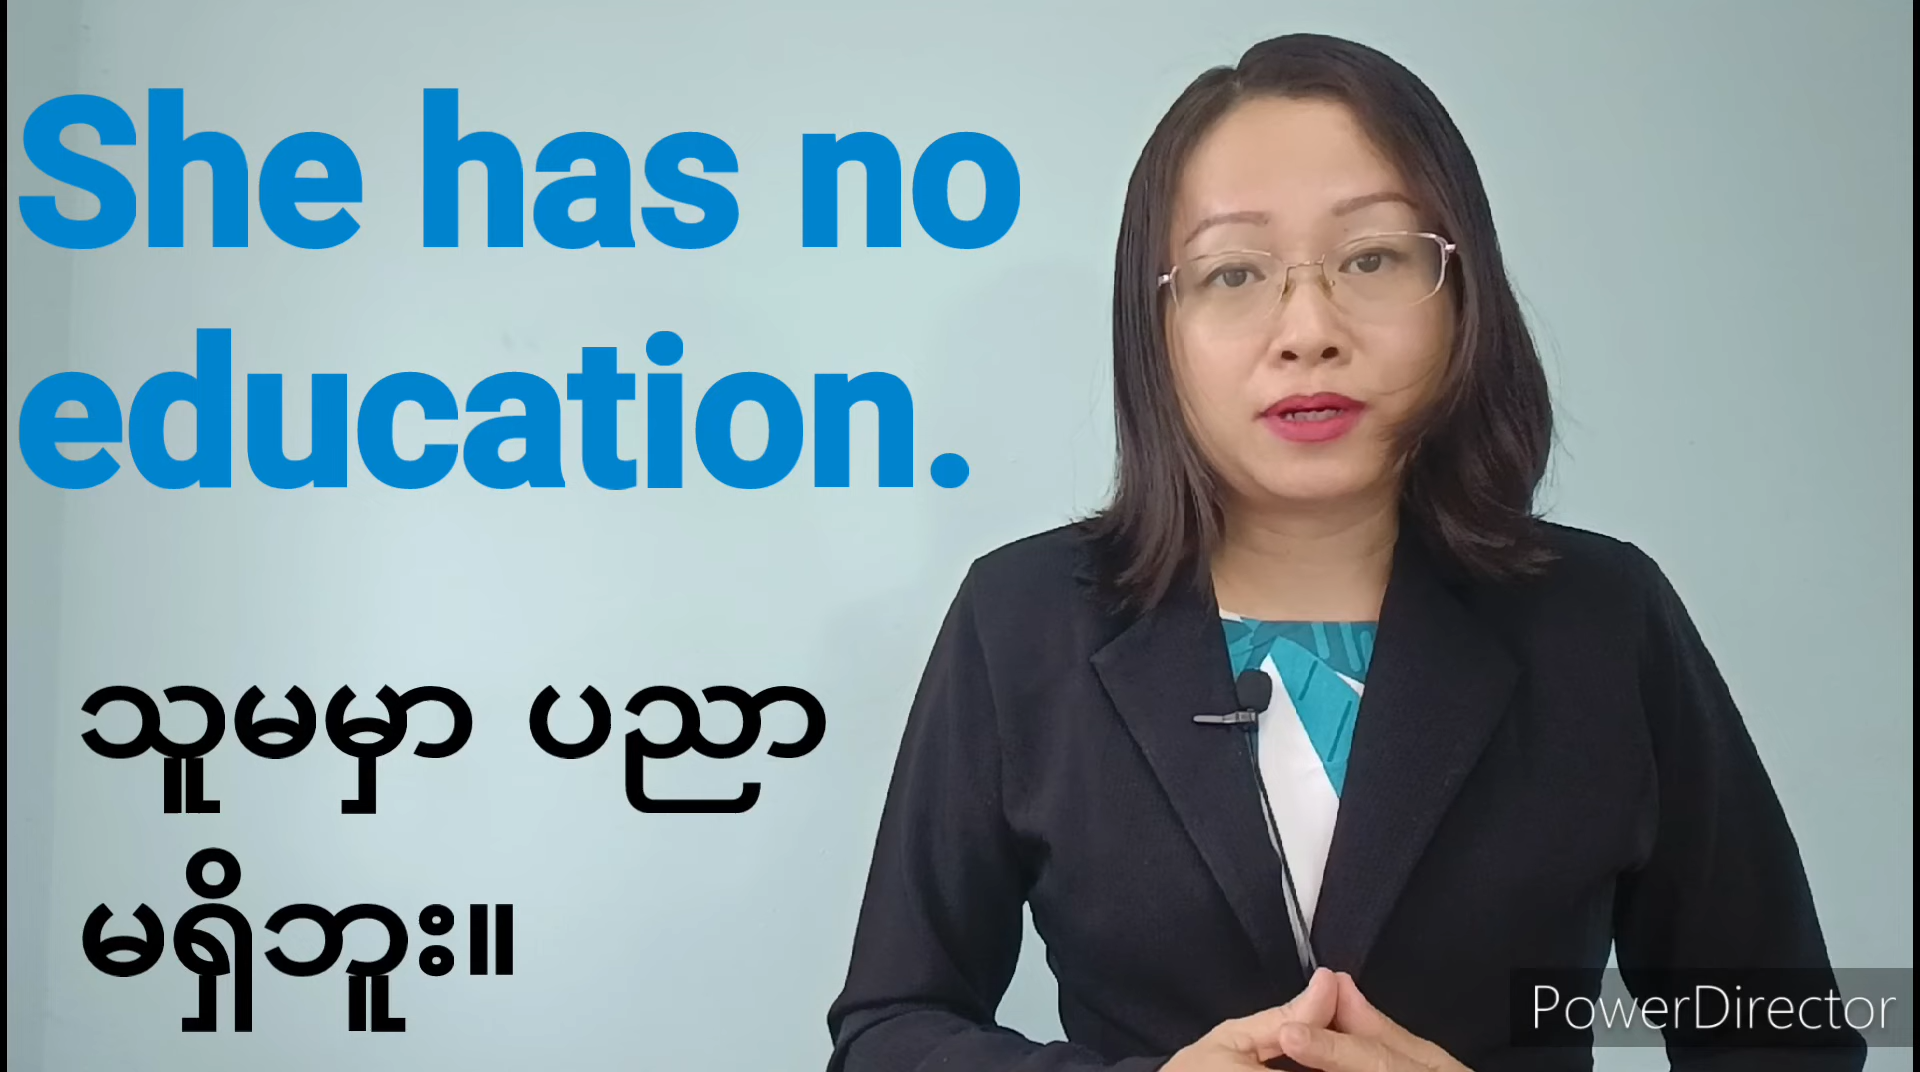 She has no
education.
သူမမှာ ပညာ
မရှိဘူး။
PowerDirector